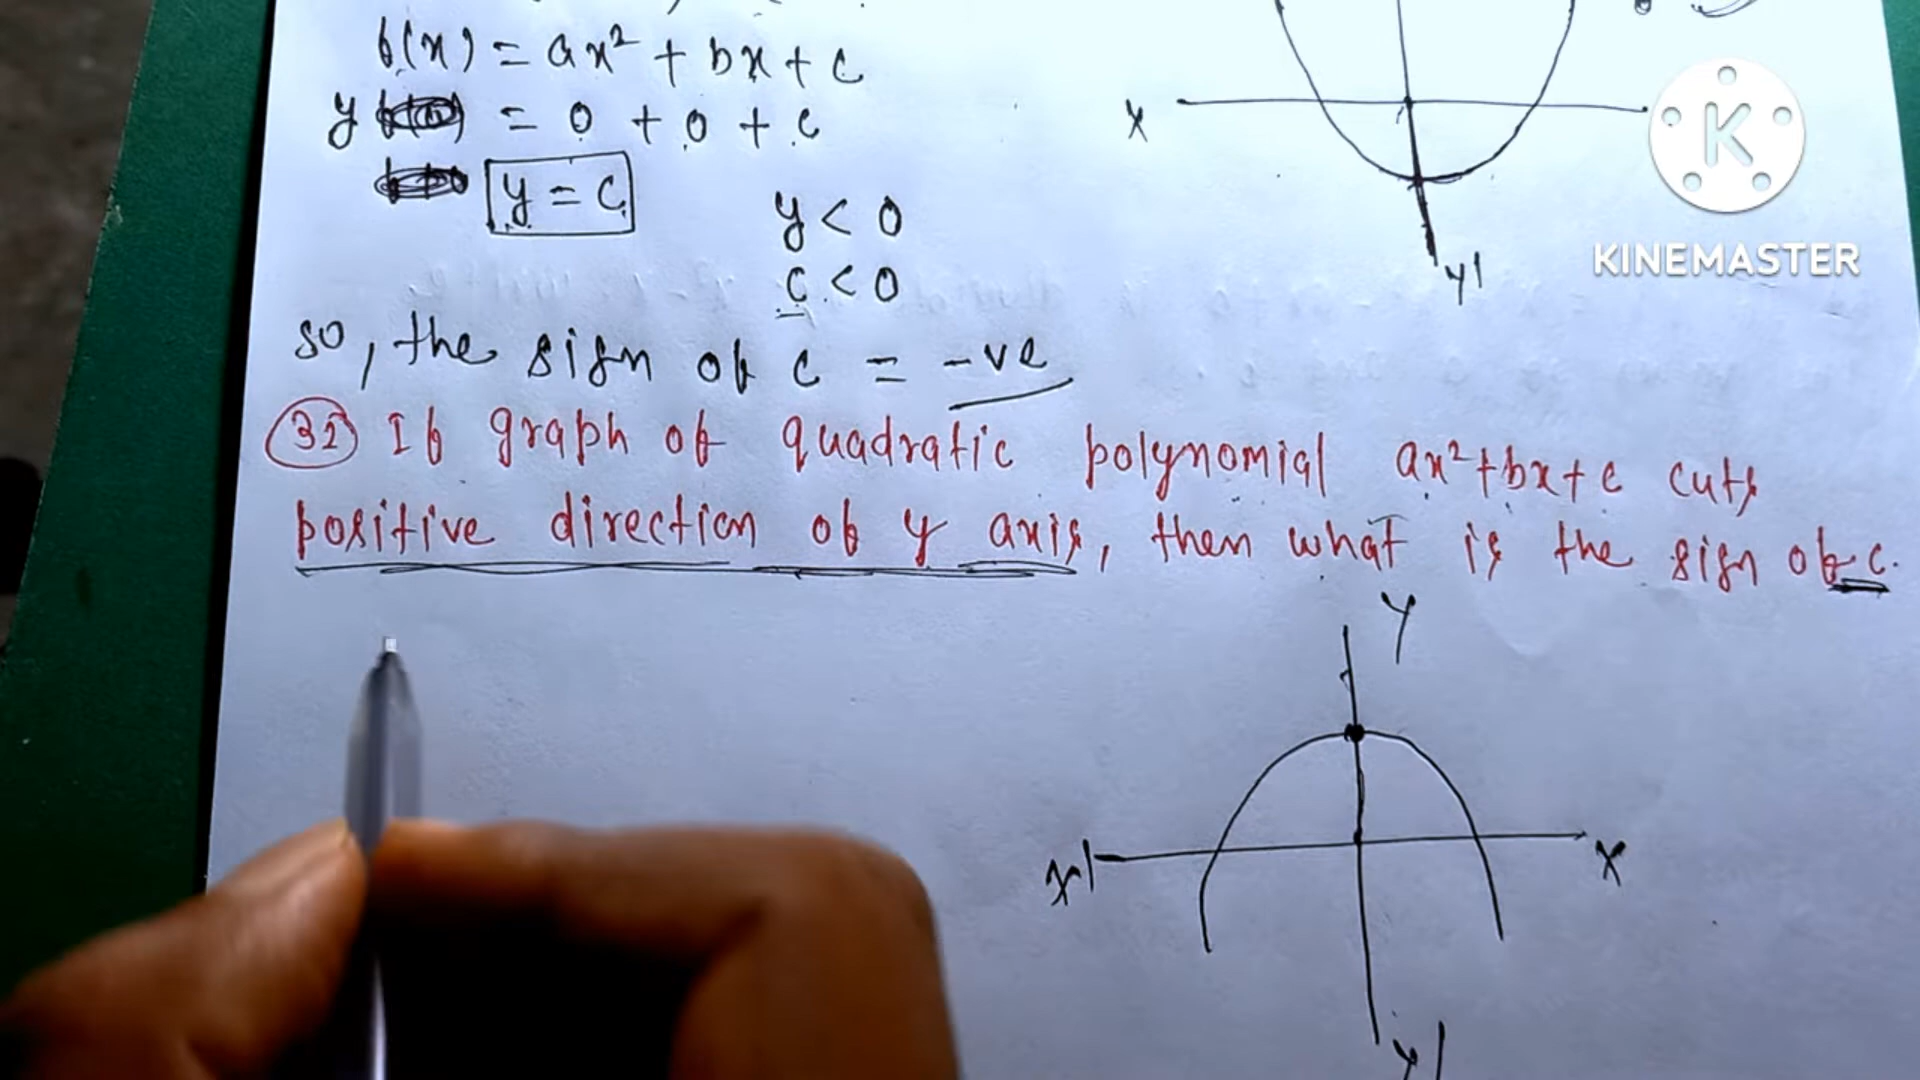 f(x) = ax² + bx + c
y = 0 + 0 + c
y = c
y < 0
c < 0
so, the sign of c = -ve
31 If graph of quadratic polynomial ax²+bx+c cuts
positive direction of y axis, then what is the sign of c.
X
y|
K
KINEMASTER
y
x|
X
y|